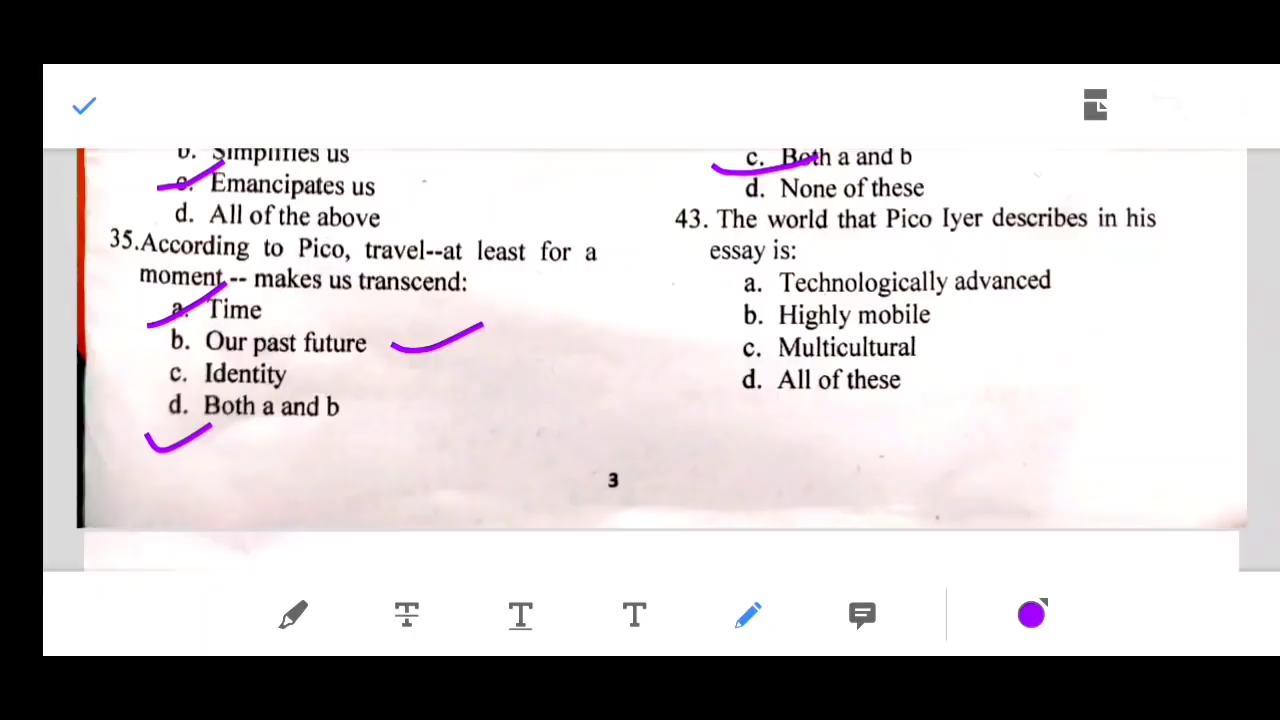 b. Simplifies us
c. Emancipates us
d. All of the above
35.According to Pico, travel--at least for a
moment -- makes us transcend:
a. Time
b. Our past future
c. Identity
d. Both a and b
c. Both a and b
d. None of these
43. The world that Pico Iyer describes in his
essay is:
a. Technologically advanced
b. Highly mobile
c. Multicultural
d. All of these
3
T
T
T